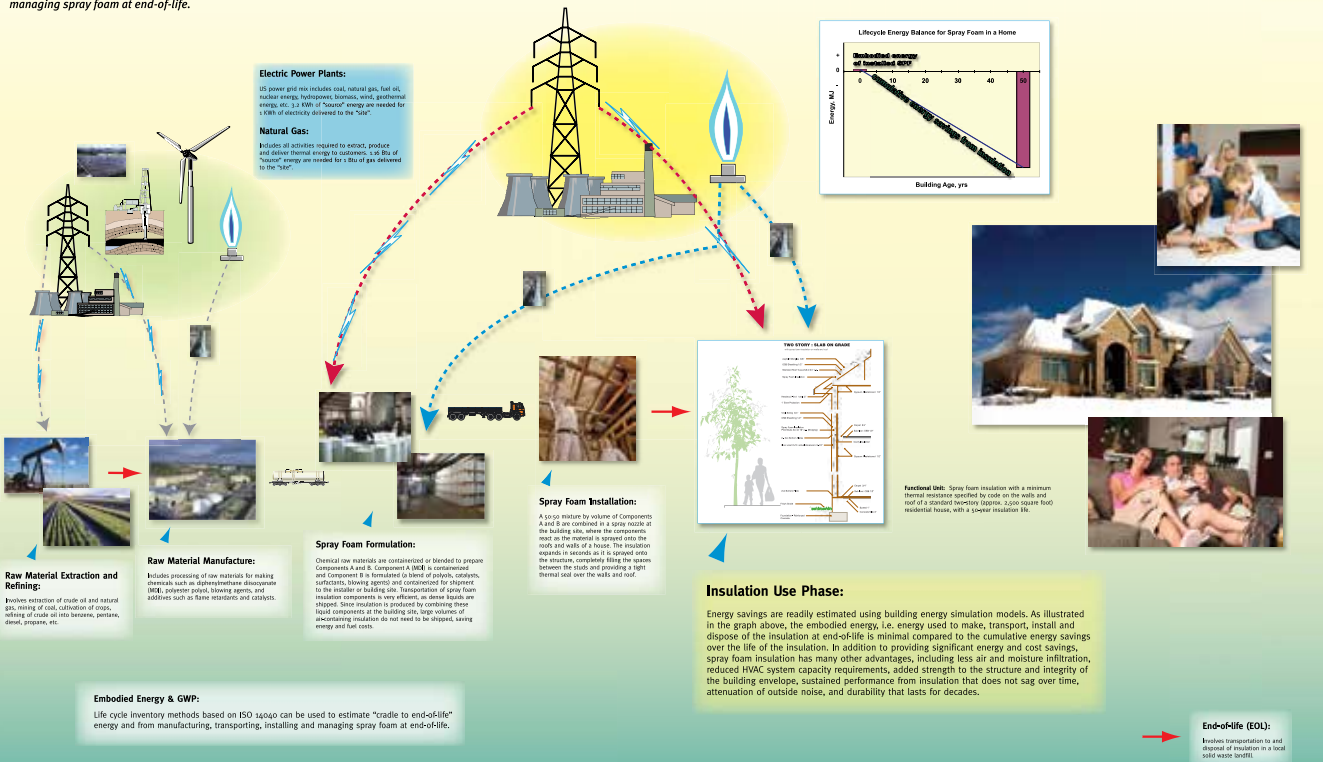 managing spray foam at end-of-life.
Electric Power Plants:
US power grid mix includes coal, natural gas, fuel oil,
nuclear energy, hydropower, biomass, wind, geothermal
energy, etc. 3.2 KWh of "source" energy are needed for
1 KWh of electricity delivered to the "site".
Natural Gas:
Includes all activities required to extract, produce
and deliver thermal energy to customers. 1.16 Btu of
"source" energy are needed for 1 Btu of gas delivered
to the "site".
Lifecycle Energy Balance for Spray Foam in a Home
Embodied energy
of installed SPF
+
0
-
0 10 20 30 40 50
Energy, MJ
cumulative energy savings from insulation
Building Age, yrs
TWO STORY - SLAB ON GRADE
Functional Unit: Spray foam insulation with a minimum
thermal resistance specified by code on the walls and
roof of a standard two-story (approx. 2,500 square foot)
residential house, with a 50-year insulation life.
Raw Material Extraction and
Refining:
Involves extraction of crude oil and natural
gas, mining of coal, cultivation of crops,
refining of crude oil into benzene, pentane,
diesel, propane, etc.
Raw Material Manufacture:
Includes processing of raw materials for making
chemicals such as diphenylmethane diisocyanate
(MDI), polyester polyol, blowing agents, and
additives such as flame retardants and catalysts.
Spray Foam Formulation:
Chemical raw materials are containerized or blended to prepare
Components A and B. Component A (MDI) is containerized
and Component B is formulated (a blend of polyols, catalysts,
surfactants, blowing agents) and containerized for shipment
to the installer or building site. Transportation of spray foam
insulation components is very efficient, as dense liquids are
shipped. Since insulation is produced by combining these
liquid components at the building site, large volumes of
air-containing insulation do not need to be shipped, saving
energy and fuel costs.
Spray Foam Installation:
A 50-50 mixture by volume of Components
A and B are combined in a spray nozzle at
the building site, where the components
react as the material is sprayed onto the
roofs and walls of a house. The insulation
expands in seconds as it is sprayed onto
the structure, completely filling the spaces
between the studs and providing a tight
thermal seal over the walls and roof.
Insulation Use Phase:
Energy savings are readily estimated using building energy simulation models. As illustrated
in the graph above, the embodied energy, i.e. energy used to make, transport, install and
dispose of the insulation at end-of-life is minimal compared to the cumulative energy savings
over the life of the insulation. In addition to providing significant energy and cost savings,
spray foam insulation has many other advantages, including less air and moisture infiltration,
reduced HVAC system capacity requirements, added strength to the structure and integrity of
the building envelope, sustained performance from insulation that does not sag over time,
attenuation of outside noise, and durability that lasts for decades.
Embodied Energy & GWP:
Life cycle inventory methods based on ISO 14040 can be used to estimate "cradle to end-of-life"
energy and from manufacturing, transporting, installing and managing spray foam at end-of-life.
End-of-life (EOL):
Involves transportation to and
disposal of insulation in a local
solid waste landfill.